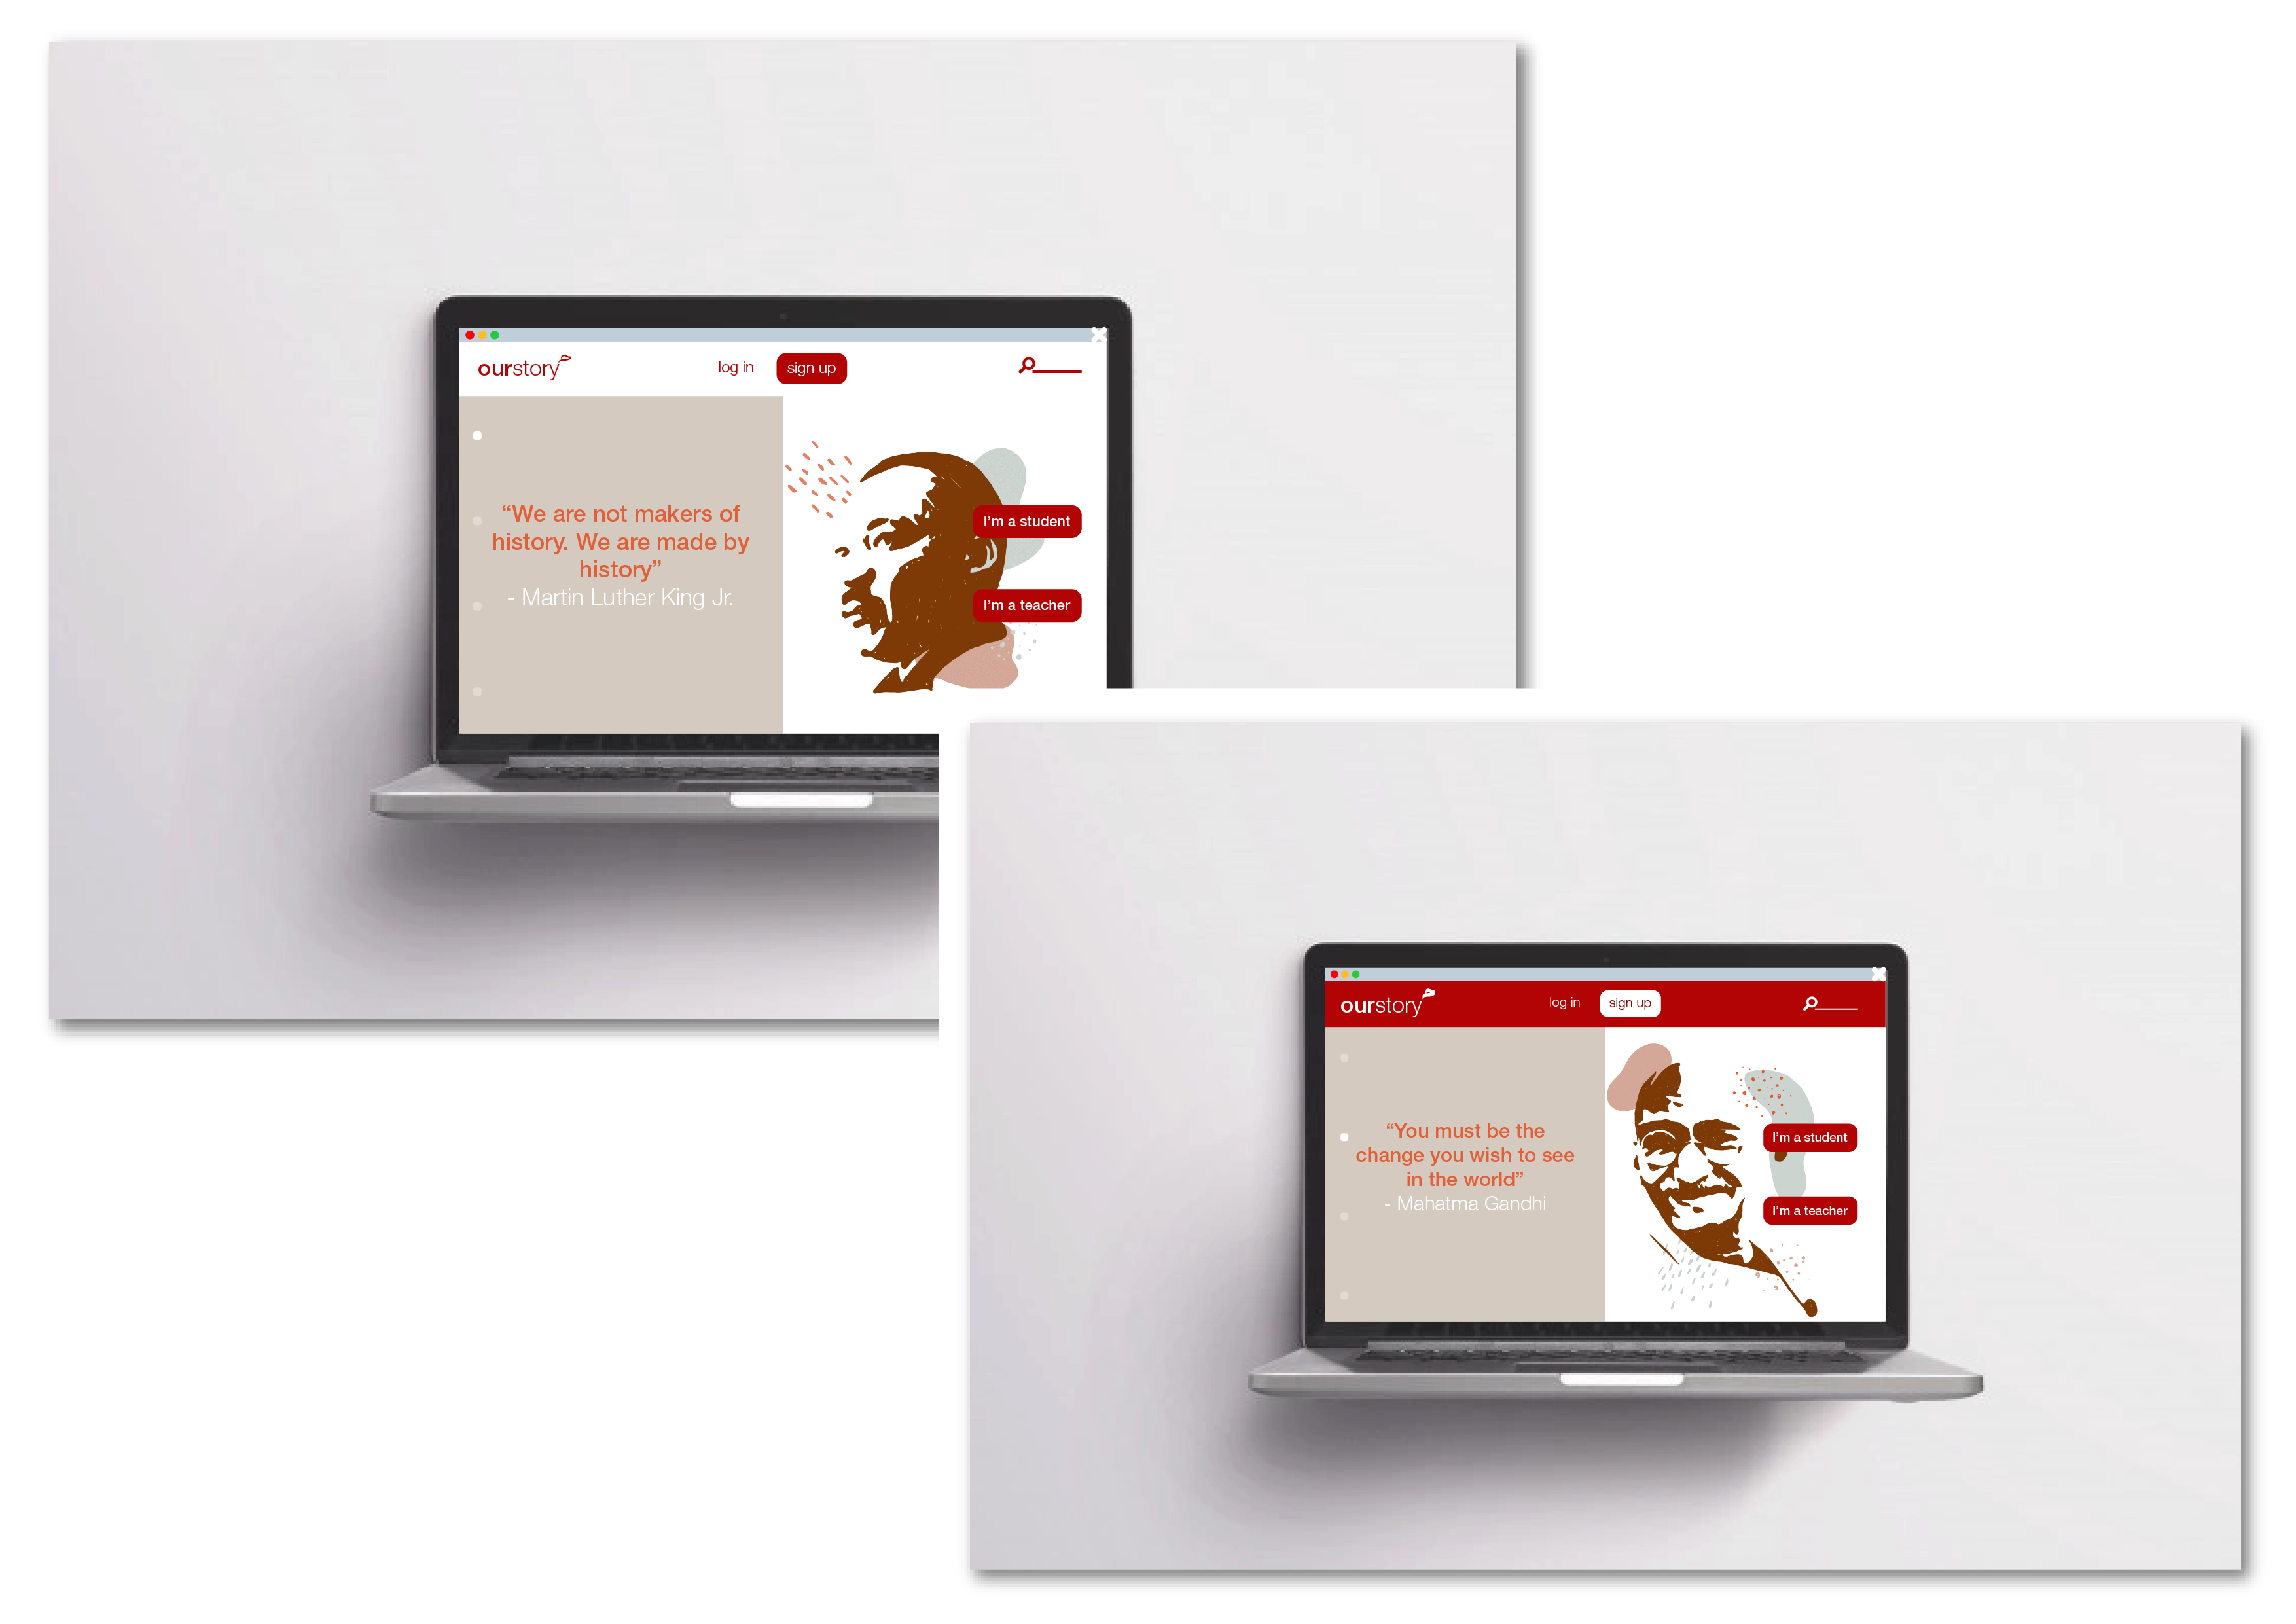 ourstory
log in
sign up
“We are not makers of
history. We are made by
history”
- Martin Luther King Jr.
I'm a student
I'm a teacher
ourstory
log in
sign up
“You must be the
change you wish to see
in the world”
- Mahatma Gandhi
I'm a student
I'm a teacher